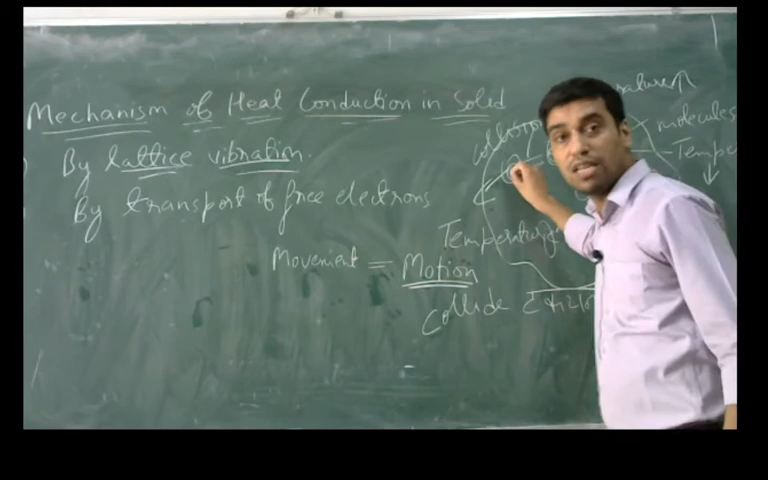 Mechanism of Heat Conduction in Solid
By lattice vibration.
By transport of free electrons
Movement = Motion
Collide
Temperature
molecules
Tempe